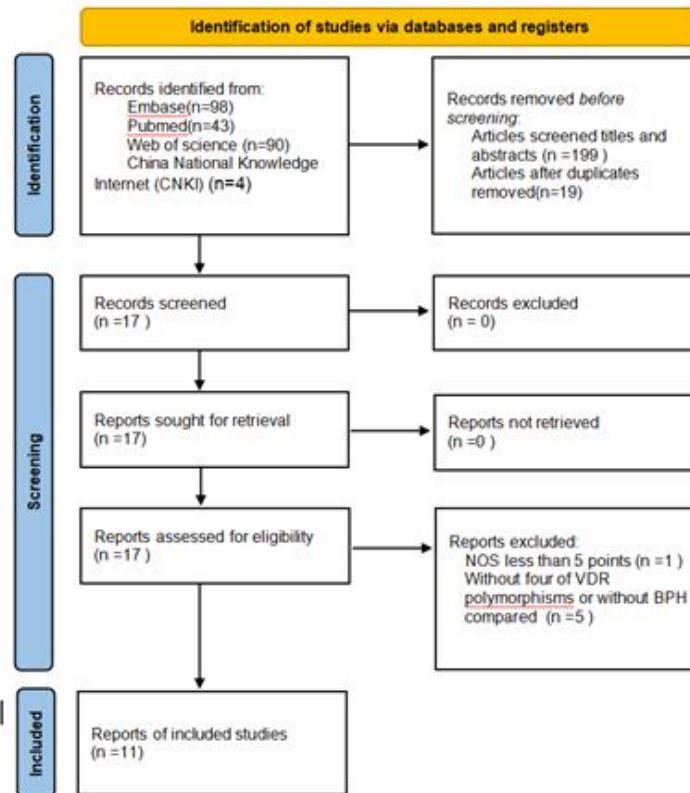 Identification of studies via databases and registers
Identification
Records identified from:
Embase(n=98)
Pubmed(n=43)
Web of science (n=90)
China National Knowledge
Internet (CNKI) (n=4)
Records removed before
screening:
Articles screened titles and
abstracts (n =199 )
Articles after duplicates
removed(n=19)
Screening
Records screened
(n =17 )
Records excluded
(n = 0)
Reports sought for retrieval
(n =17)
Reports not retrieved
(n =0 )
Reports assessed for eligibility
(n =17 )
Reports excluded:
NOS less than 5 points (n =1 )
Without four of VDR
polymorphisms or without BPH
compared (n =5 )
Included
Reports of included studies
(n =11)